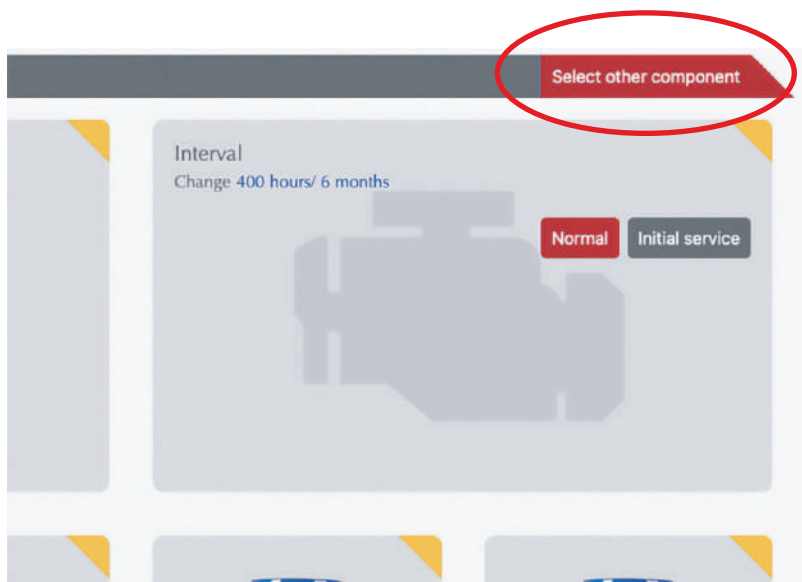 Select other component
Interval
Change 400 hours/ 6 months
Normal
Initial service